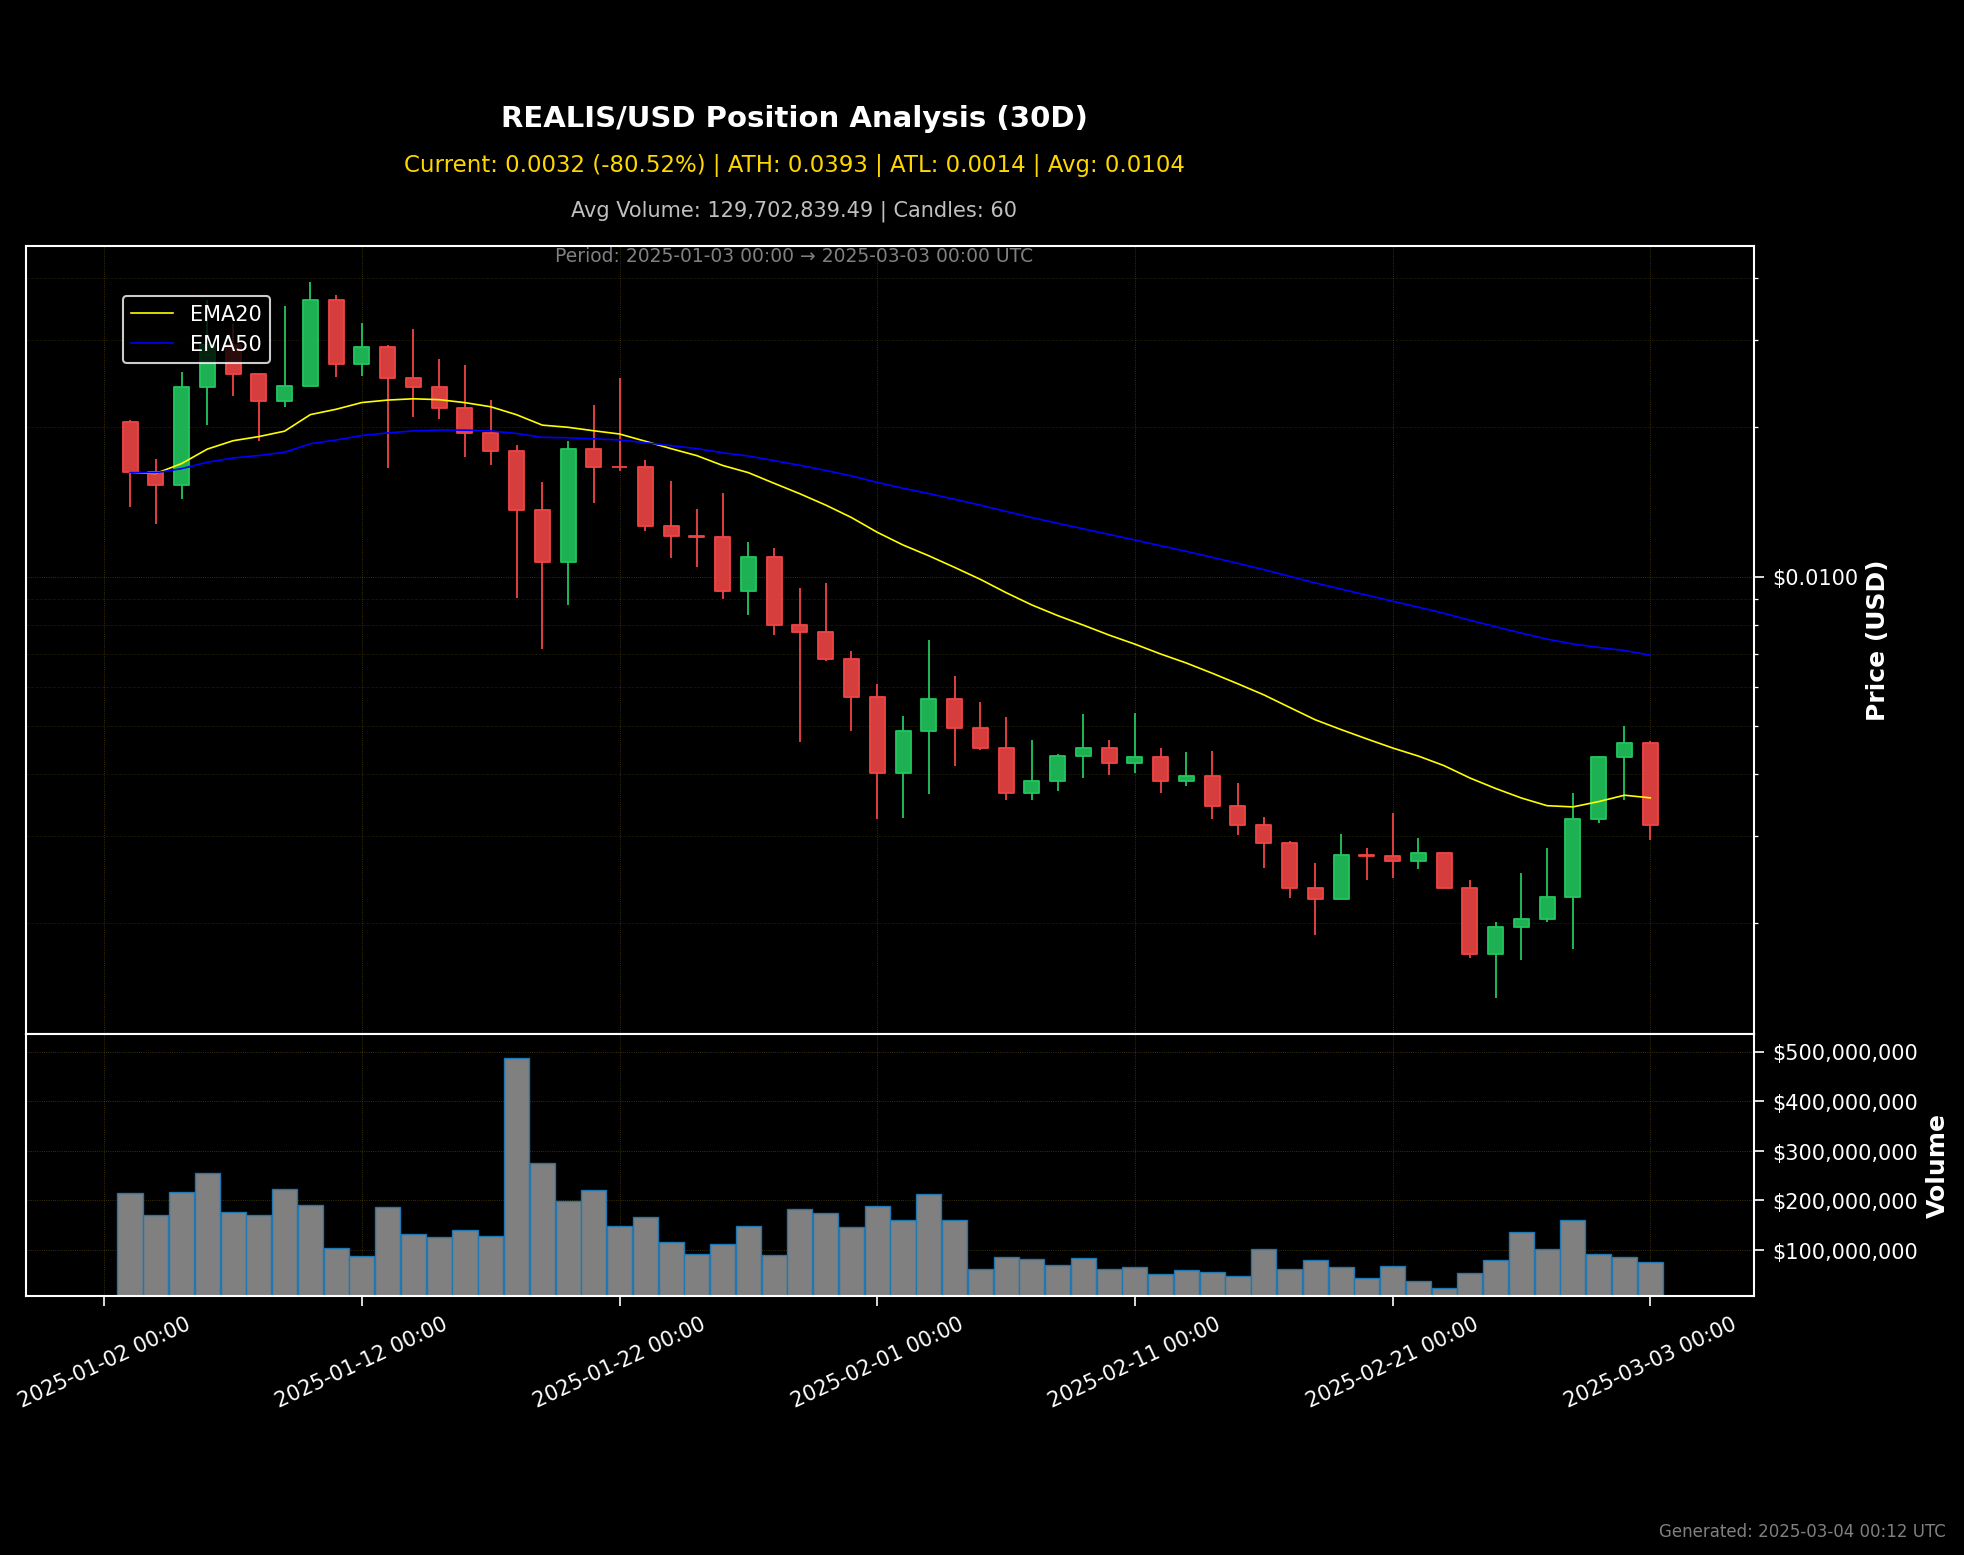 REALIS/USD Position Analysis (30D)
Current: 0.0032 (-80.52%) | ATH: 0.0393 | ATL: 0.0014 | Avg: 0.0104
Avg Volume: 129,702,839.49 | Candles: 60
Period: 2025-01-03 00:00 → 2025-03-03 00:00 UTC
EMA20
EMA50
$0.0100
Price (USD)
$500,000,000
$400,000,000
$300,000,000
$200,000,000
$100,000,000
Volume
2025-01-02 00:00
2025-01-12 00:00
2025-01-22 00:00
2025-02-01 00:00
2025-02-11 00:00
2025-02-21 00:00
2025-03-03 00:00
Generated: 2025-03-04 00:12 UTC